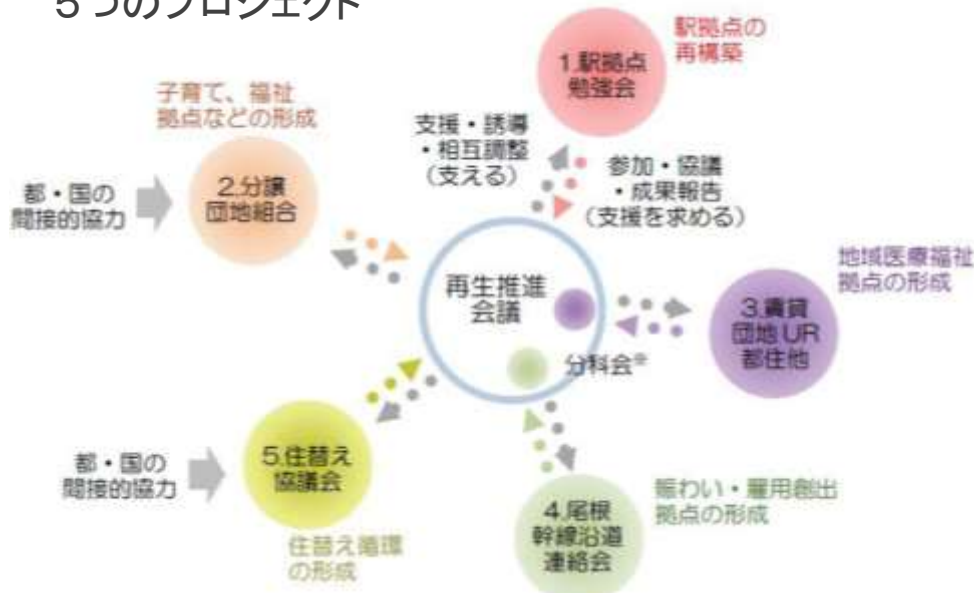 5つのプロジェクト
駅拠点の
再構築
1.駅拠点
勉強会
子育て、福祉
拠点などの形成
支援・誘導
・相互調整
(支える)
参加・協議
・成果報告
(支援を求める)
都・国の
間接的協力
2.分譲
団地組合
再生推進
会議
地域医療福祉
拠点の形成
3.賃貸
団地UR
都住他
分科会※
都・国の
間接的協力
5.住替え
協議会
4.尾根
幹線沿道
連絡会
賑わい・雇用創出
拠点の形成
住替え循環
の形成